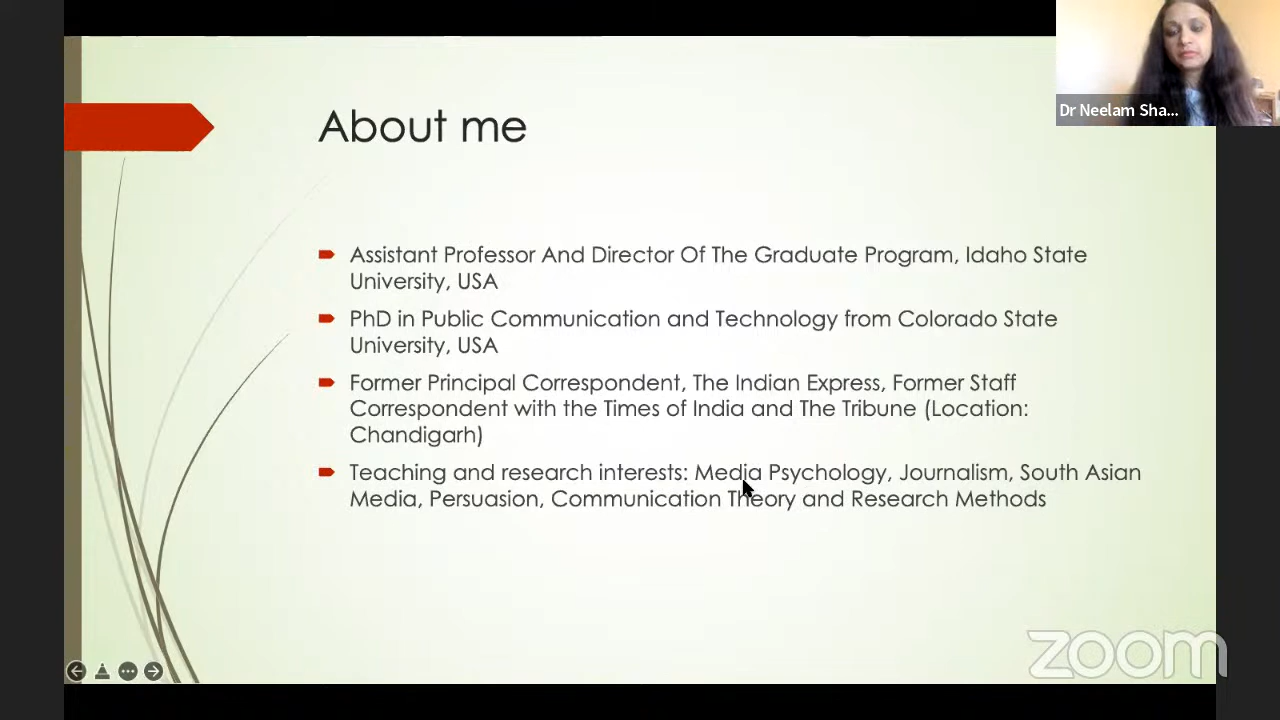 Dr Neelam Sha...
About me
Assistant Professor And Director Of The Graduate Program, Idaho State
University, USA
PhD in Public Communication and Technology from Colorado State
University, USA
Former Principal Correspondent, The Indian Express, Former Staff
Correspondent with the Times of India and The Tribune (Location:
Chandigarh)
Teaching and research interests: Media Psychology, Journalism, South Asian
Media, Persuasion, Communication Theory and Research Methods
zoom